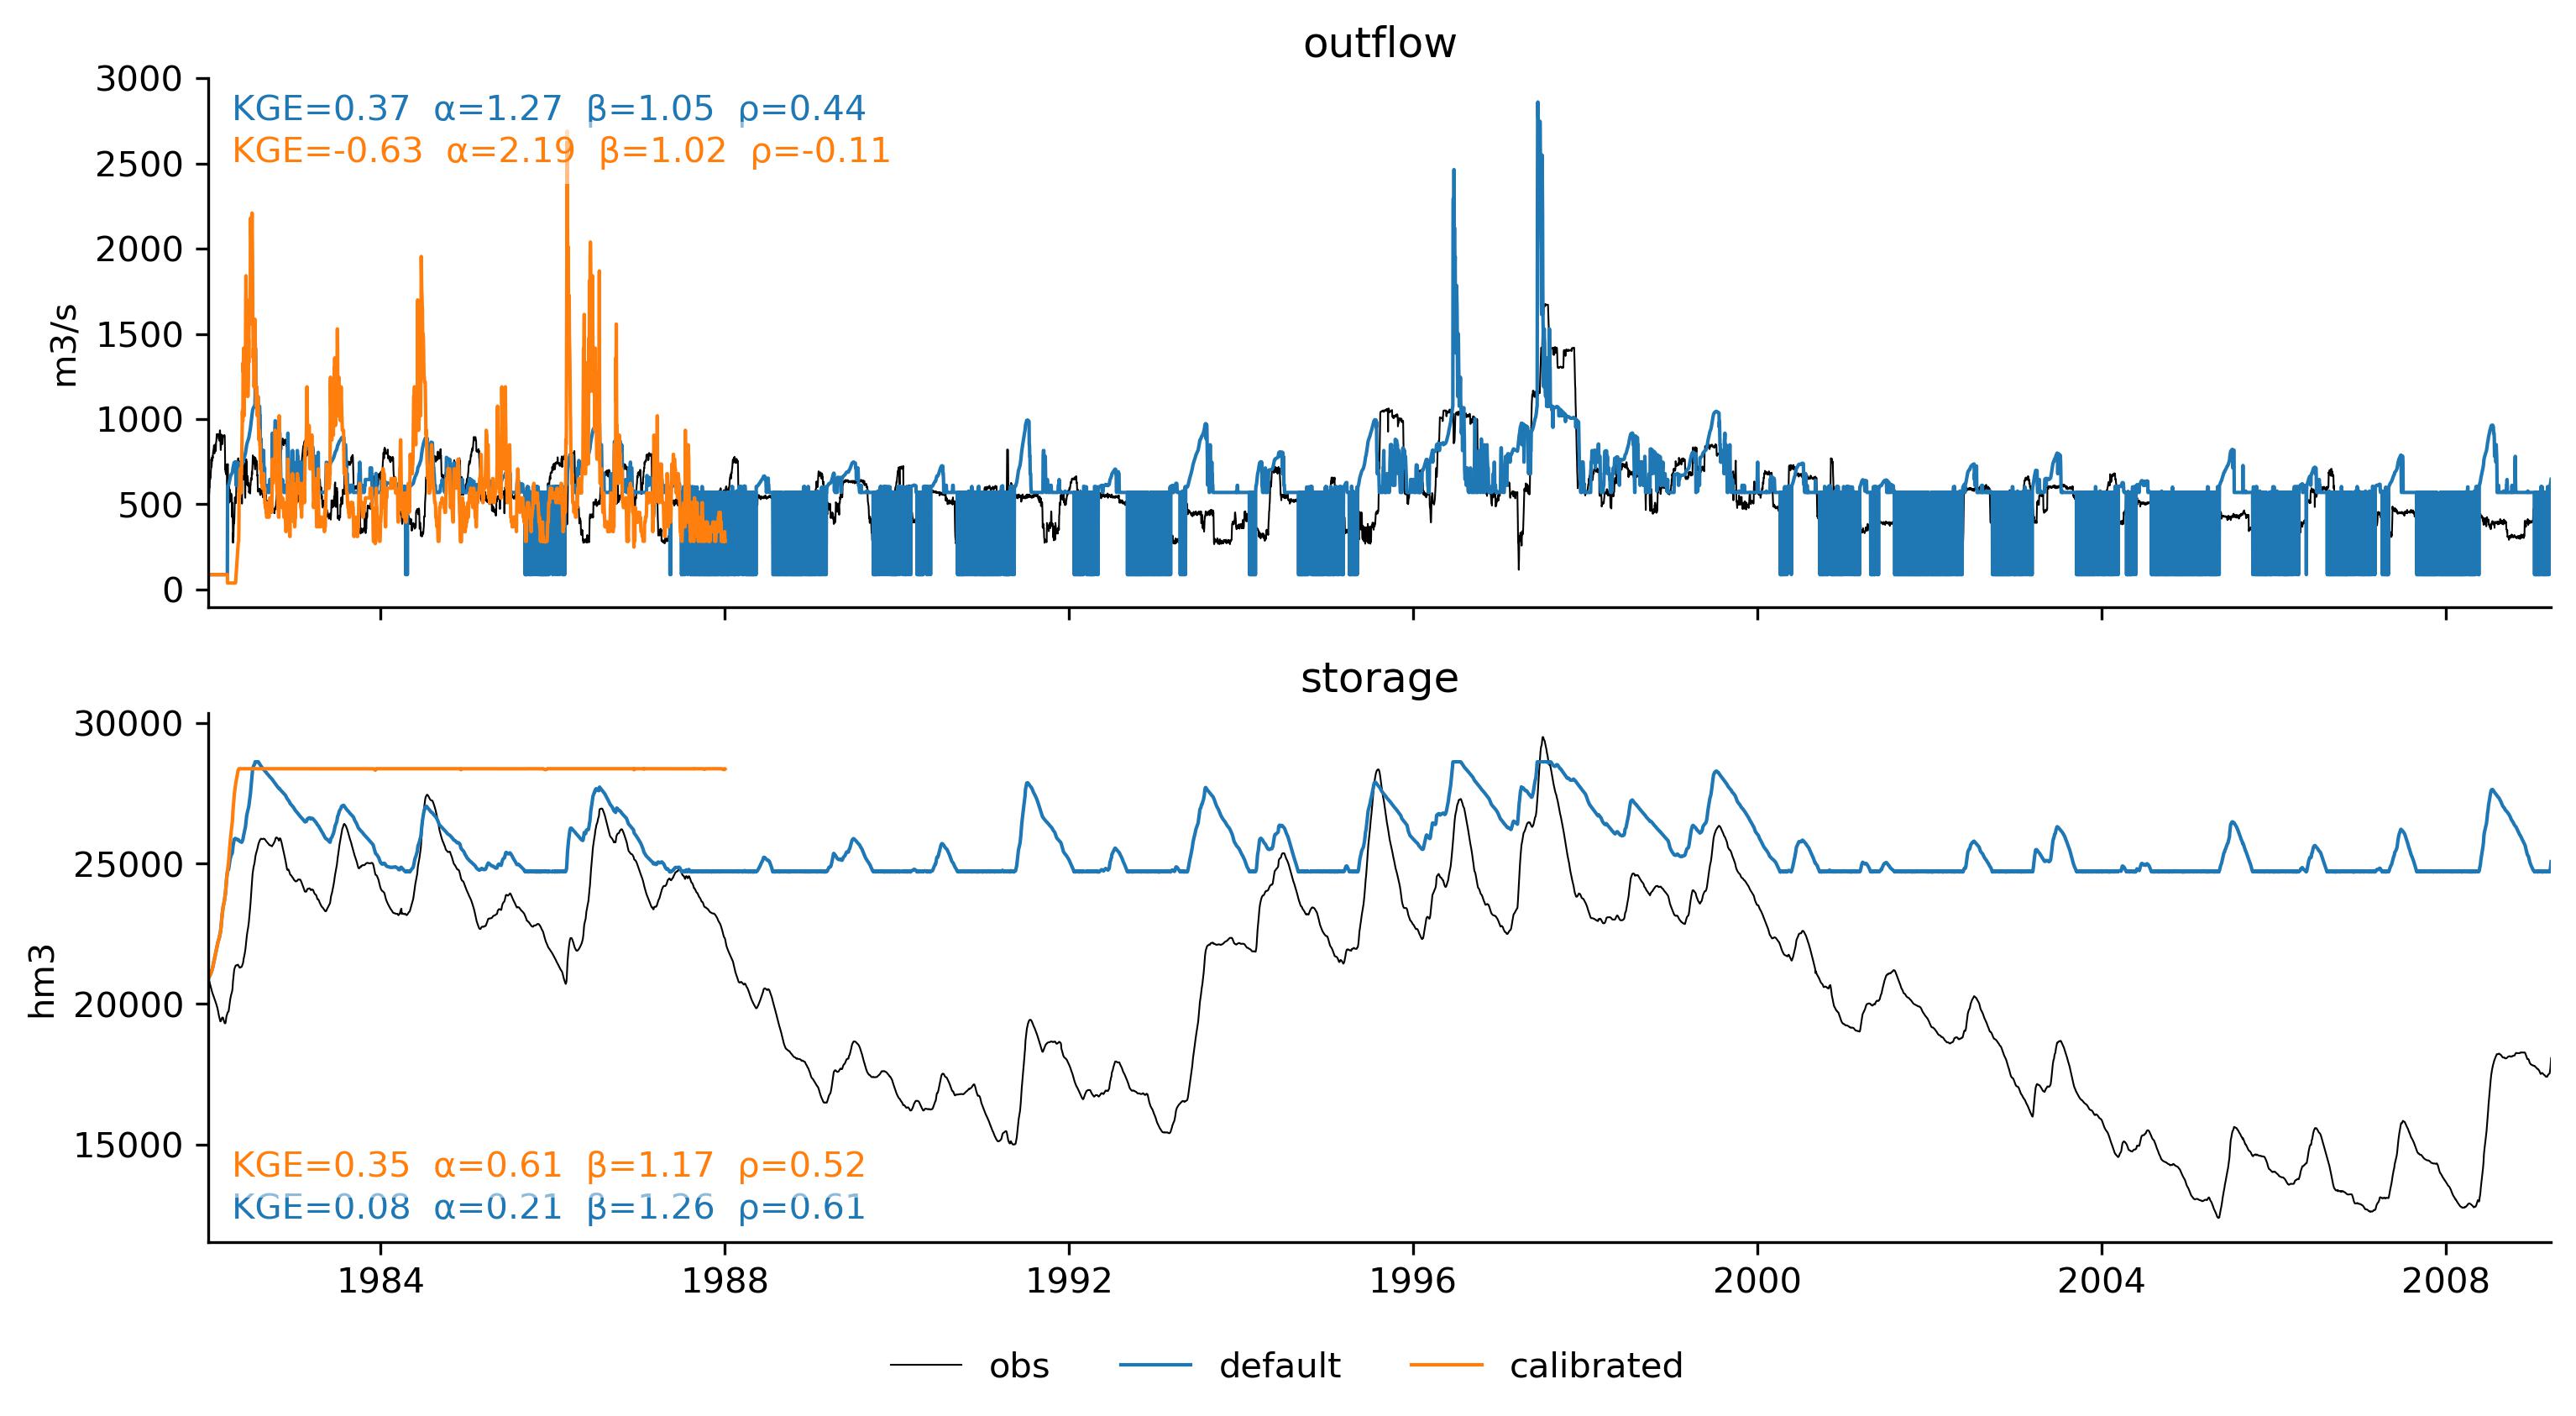 outflow
3000
KGE=0.37 α=1.27 β=1.05 ρ=0.44
KGE=-0.63 α=2.19 β=1.02 ρ=-0.11
2500
2000
m3/s
1500
1000
500
0
storage
30000
25000
hm3
20000
15000
KGE=0.35 α=0.61 β=1.17 ρ=0.52
KGE=0.08 α=0.21 β=1.26 ρ=0.61
1984 1988 1992 1996 2000 2004 2008
obs default calibrated